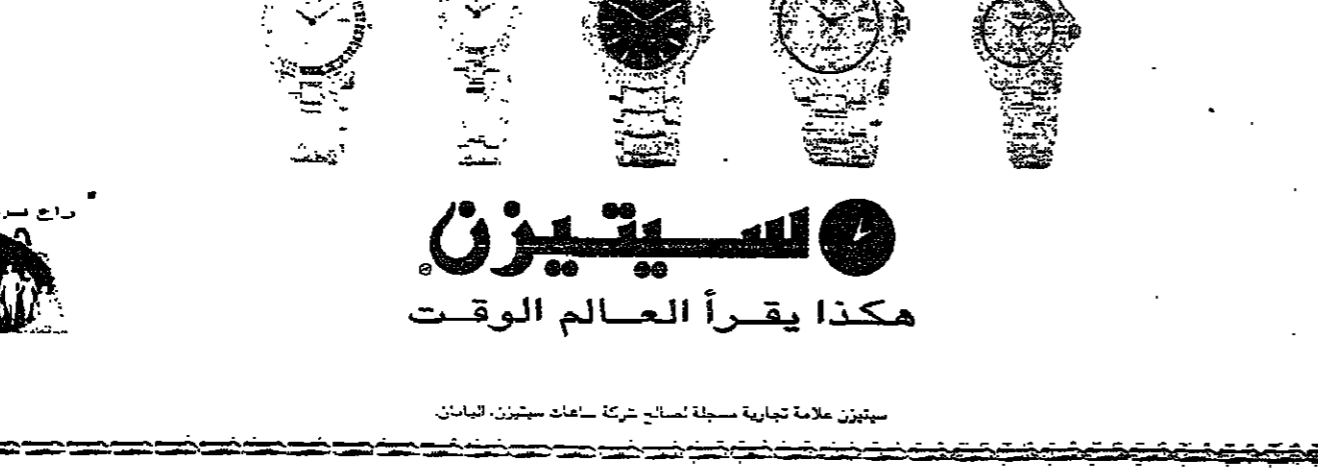 سيتيزن
هكذا يقرأ العالم الوقت
سيتيزن علامة تجارية مسجلة لصالح شركة ساعات سيتيزن، اليابان.